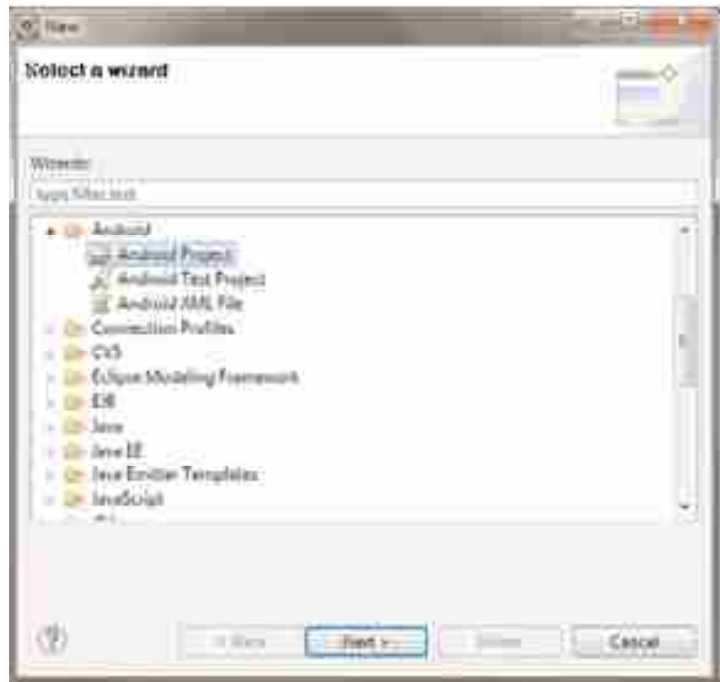 New
Select a wizard
Wizards:
type filter text
Android
Android Project
Android Test Project
Android XML File
Connection Profiles
CVS
Eclipse Modeling Framework
EJB
Java
Java EE
Java Emitter Templates
JavaScript
< Back
Next >
Finish
Cancel